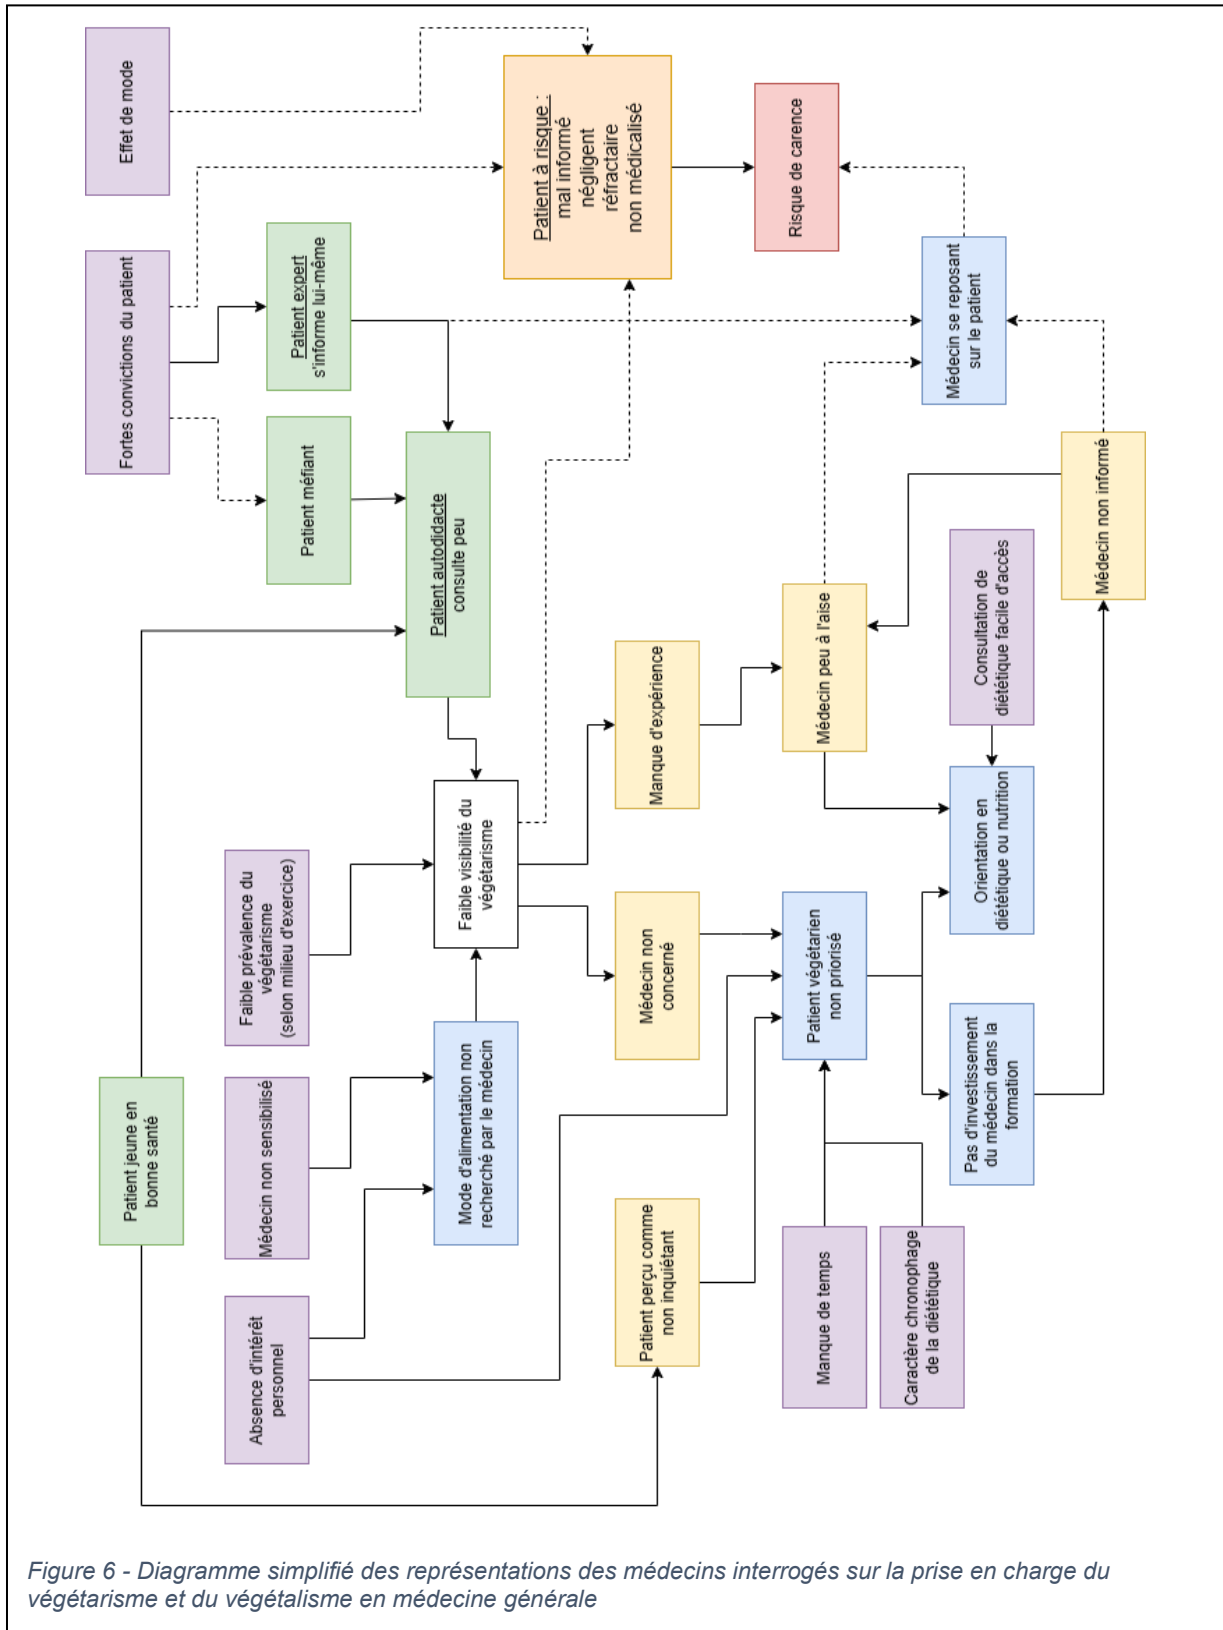 Effet de mode
Fortes convictions du patient
Patient expert
s'informe lui-même
Patient méfiant
Patient à risque :
mal informé
négligent
réfractaire
non médicalisé
Risque de carence
Médecin se reposant
sur le patient
Patient autodidacte
consulte peu
Médecin non informé
Consultation de
diététique facile d'accès
Médecin peu à l'aise
Manque d'expérience
Patient jeune en
bonne santé
Faible prévalence du
végétarisme
(selon milieu d'exercice)
Faible visibilité du
végétarisme
Médecin non
concerné
Patient végétarien
non priorisé
Orientation en
diététique ou nutrition
Médecin non sensibilisé
Mode d'alimentation non
recherché par le médecin
Pas d'investissement
du médecin dans la
formation
Absence d'intérêt
personnel
Patient perçu comme
non inquiétant
Manque de temps
Caractère chronophage
de la diététique
Figure 6 - Diagramme simplifié des représentations des médecins interrogés sur la prise en charge du
végétarisme et du végétalisme en médecine générale